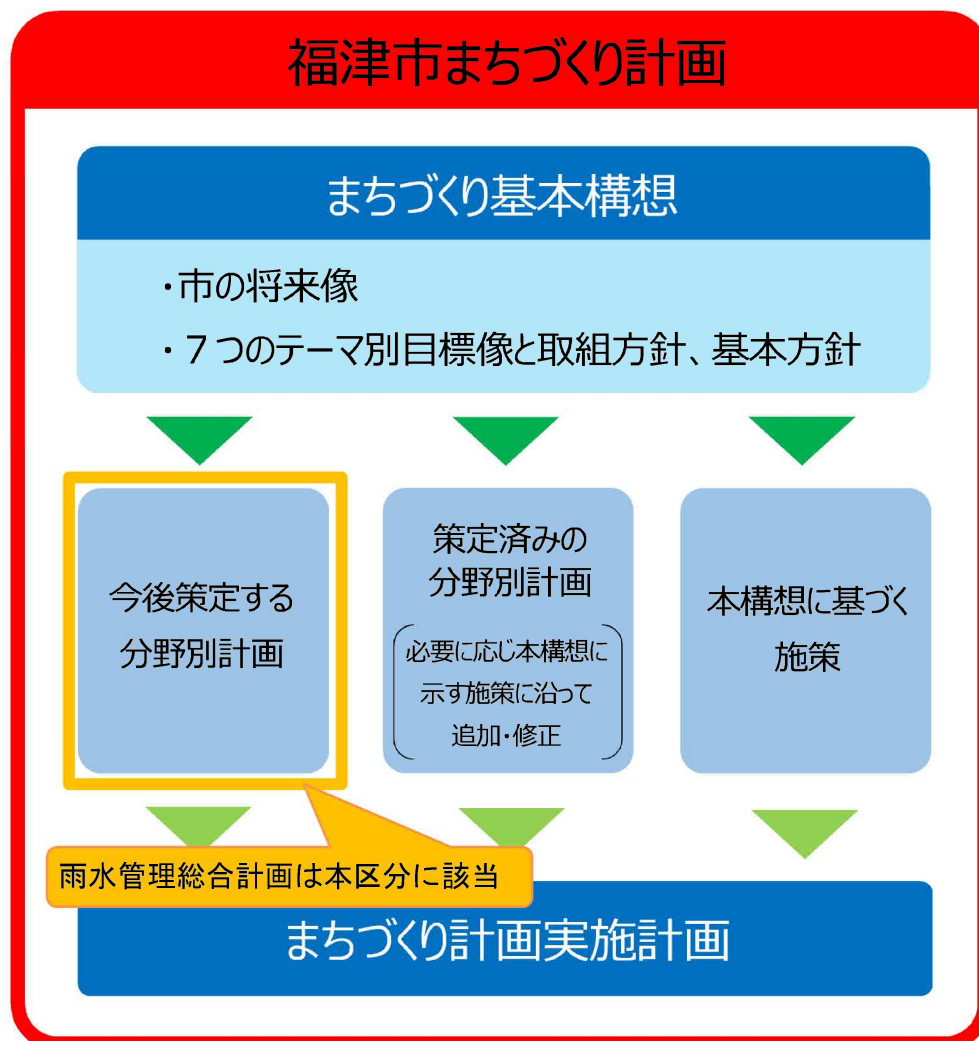 福津市まちづくり計画
まちづくり基本構想
・市の将来像
・７つのテーマ別目標像と取組方針、基本方針
今後策定する
分野別計画
策定済みの
分野別計画
必要に応じ本構想に
示す施策に沿って
追加・修正
本構想に基づく
施策
雨水管理総合計画は本区分に該当
まちづくり計画実施計画